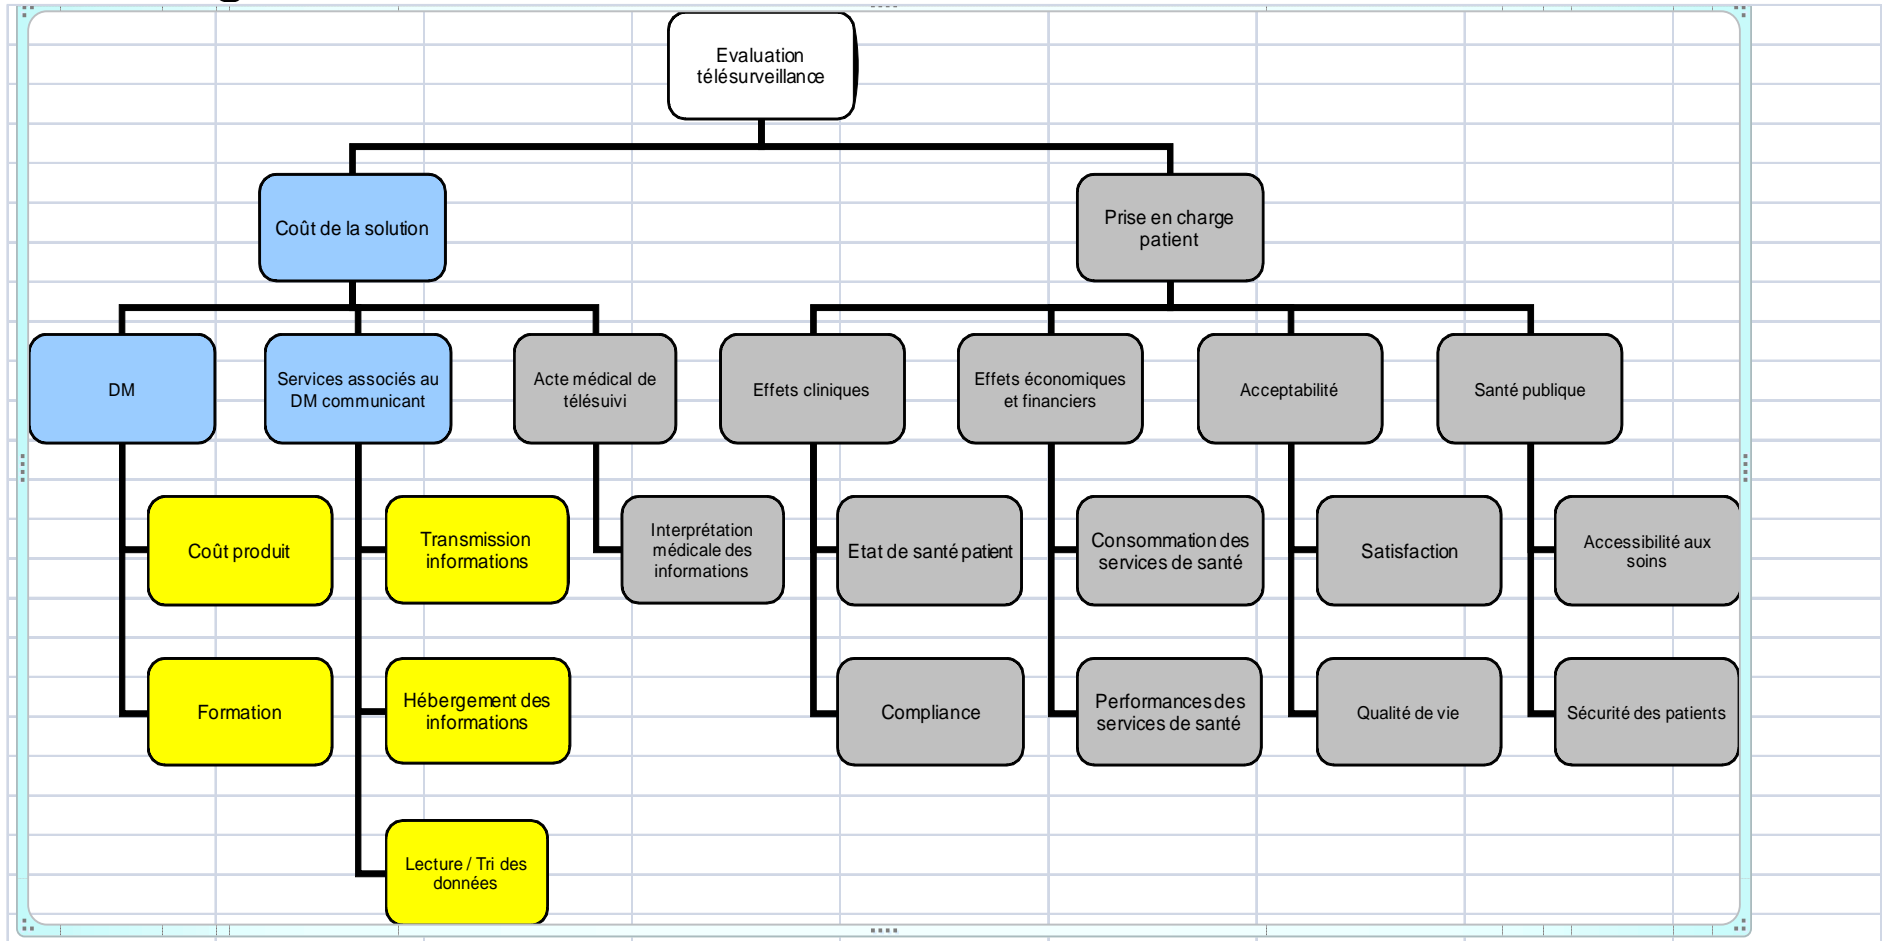 Evaluation
télésurveillance
Coût de la solution
Prise en charge
patient
DM
Services associés au
DM communicant
Acte médical de
télésuivi
Effets cliniques
Effets économiques
et financiers
Acceptabilité
Santé publique
Coût produit
Transmission
informations
Interprétation
médicale des
informations
Etat de santé patient
Consommation des
services de santé
Satisfaction
Accessibilité aux
soins
Formation
Hébergement des
informations
Compliance
Performances des
services de santé
Qualité de vie
Sécurité des patients
Lecture / Tri des
données